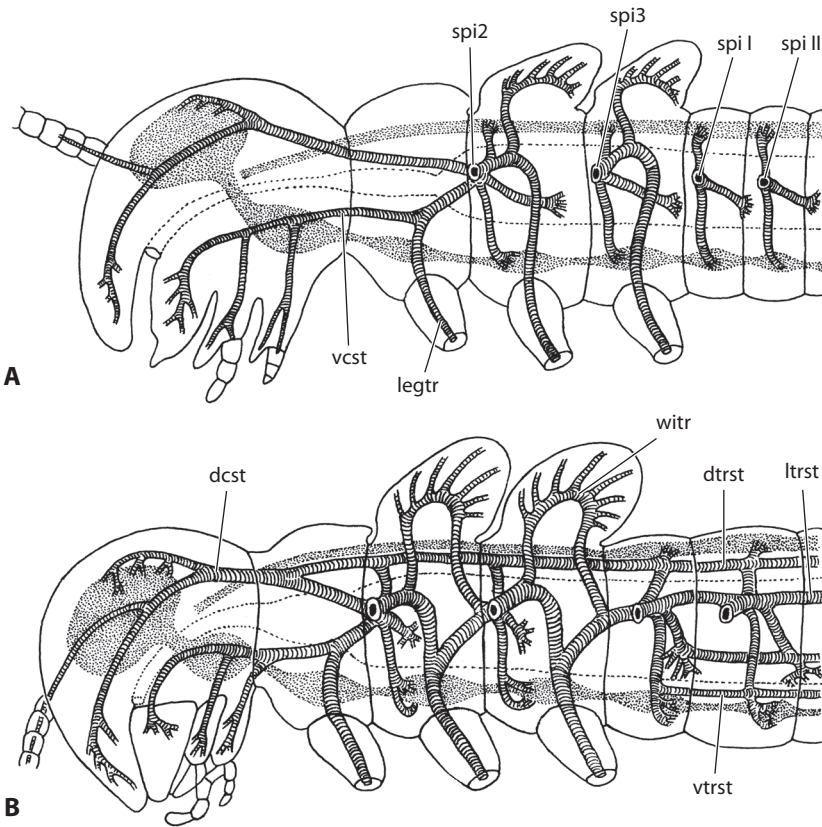 spi2
spi3
spi I
spi II
vcst
legtr
A
witr
dcst
dtrst
ltrst
vtrst
B